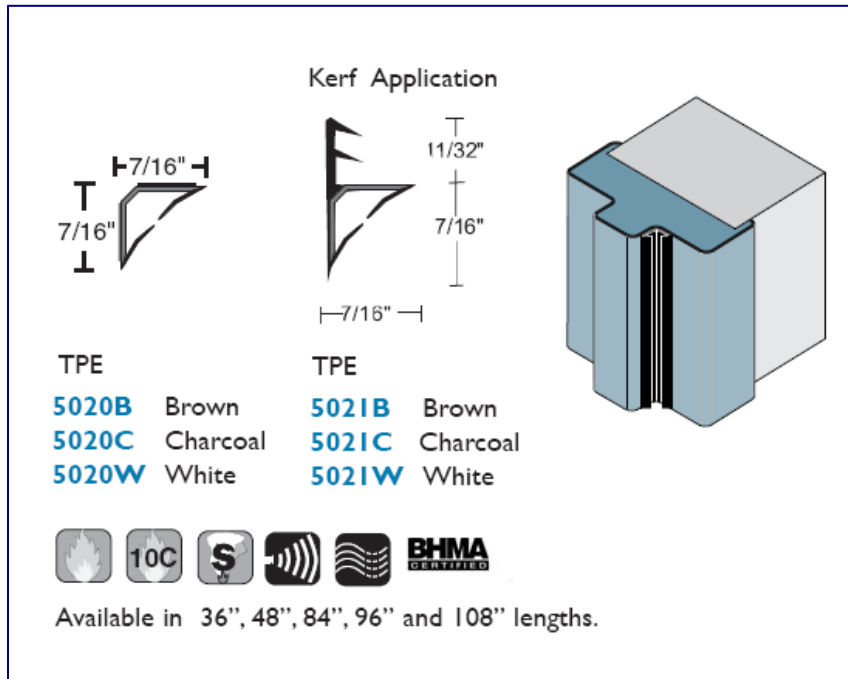 Kerf Application
7/16"
7/16"
11/32"
7/16"
7/16"
TPE
5020B Brown
5020C Charcoal
5020W White
TPE
5021B Brown
5021C Charcoal
5021W White
10C
S
BHMA
CERTIFIED
Available in 36”, 48”, 84”, 96” and 108” lengths.